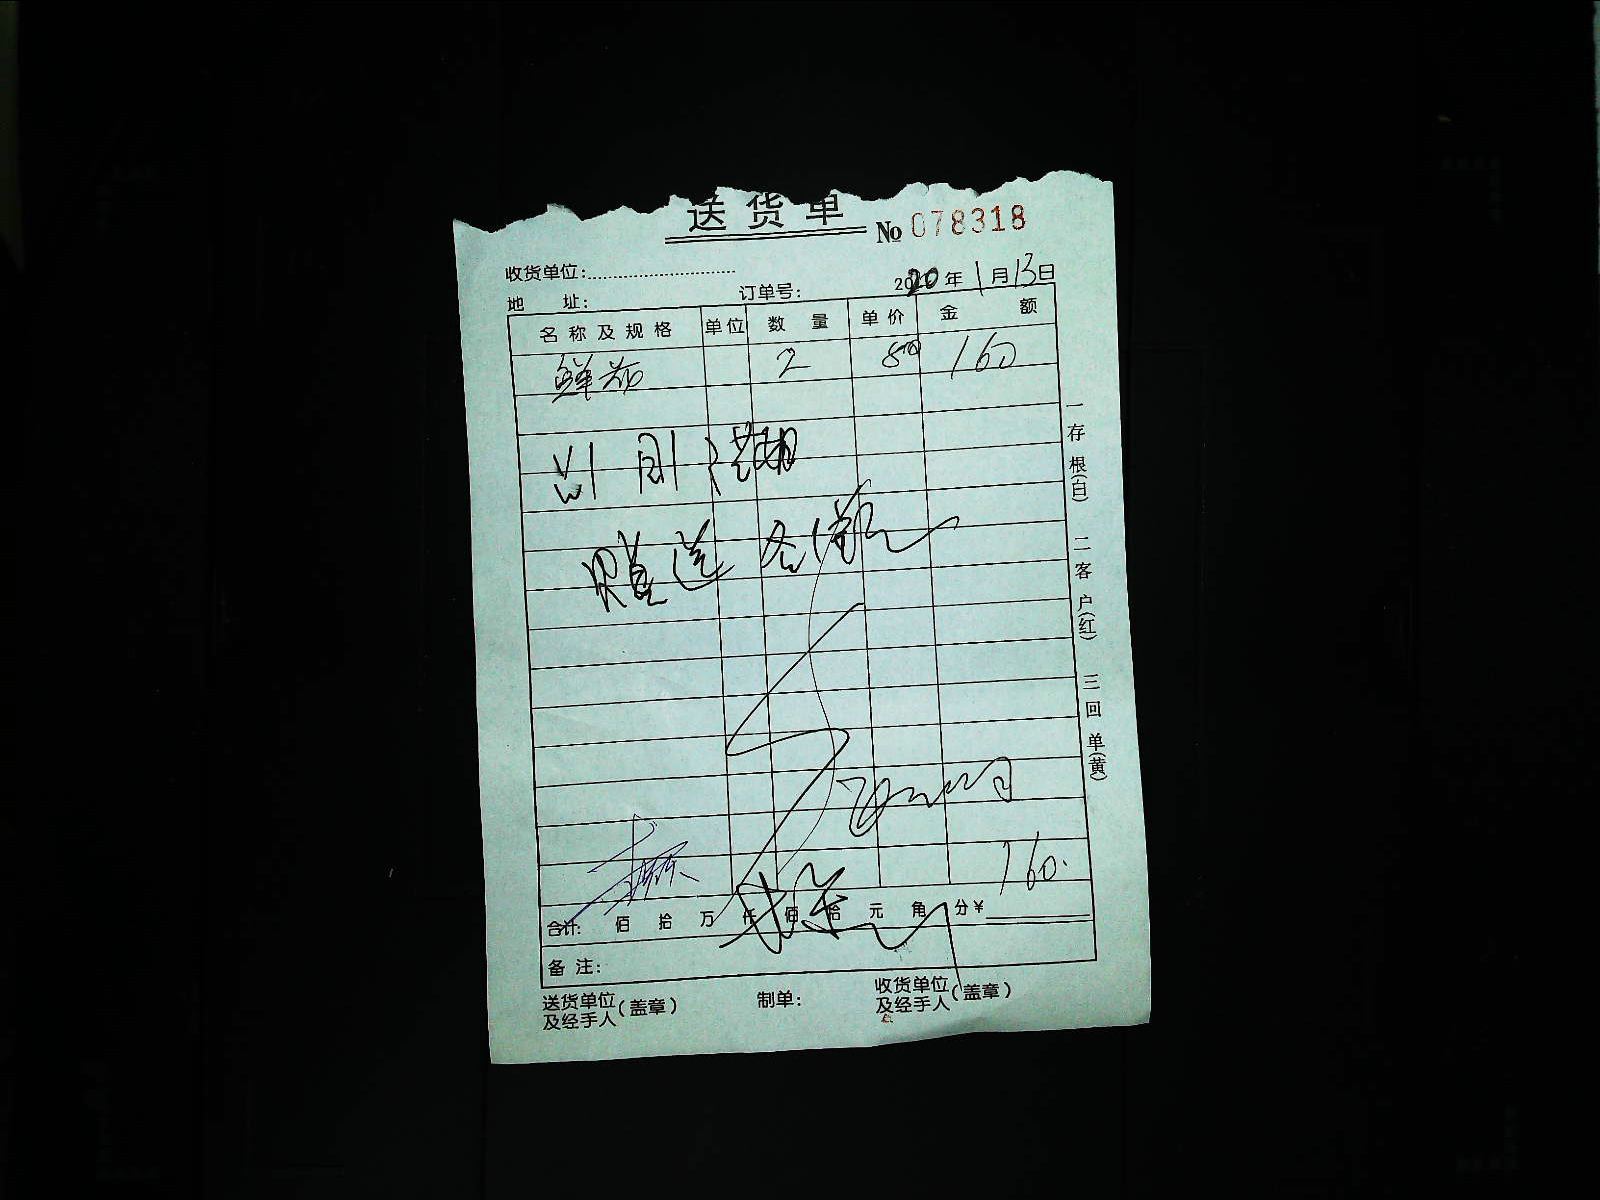 送货单
№ 078318
收货单位:
2020年1月13日
地 址: 订单号:
名称及规格 单位 数量 单价 金额
鲜花 2 80 160
赠送
160.
合计: 佰 拾 万 仟 佰 拾 元 角 分 ¥
备注:
送货单位及经手人(盖章) 制单: 收货单位及经手人(盖章)
一存根(白) 二客户(红) 三回单(黄)